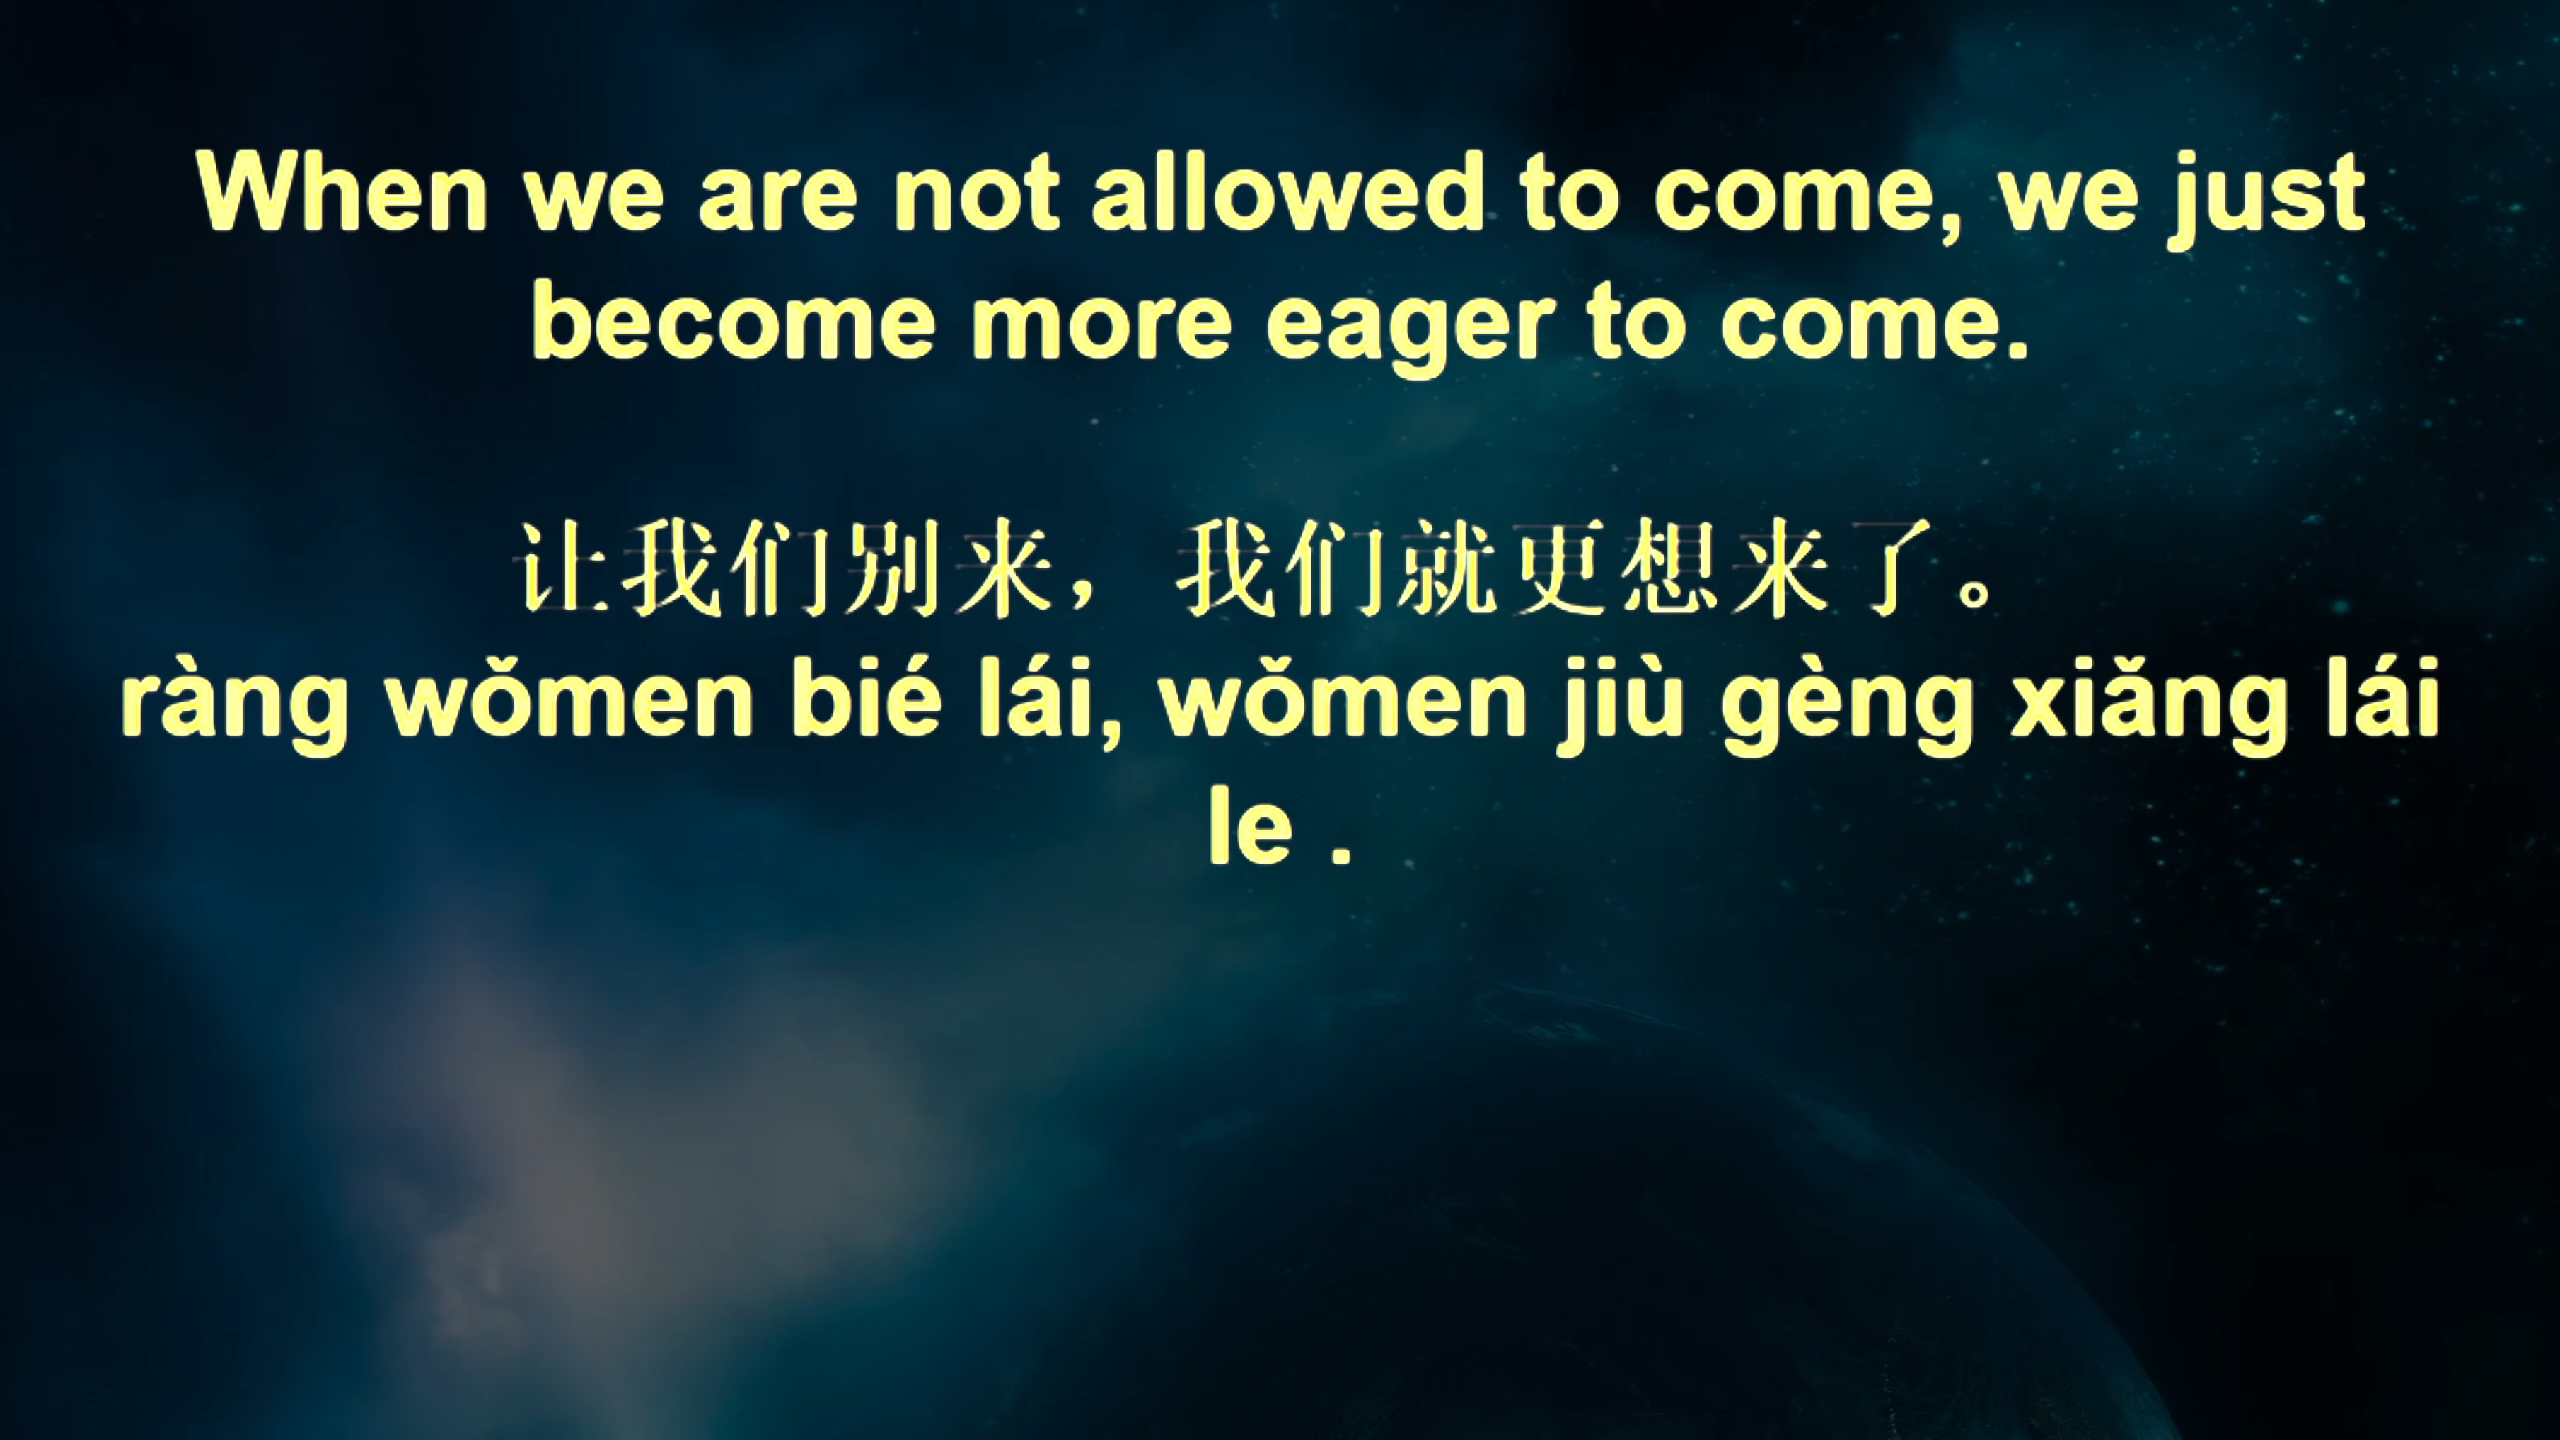 When we are not allowed to come, we just
become more eager to come.
让我们别来，我们就更想来了。
ràng wǒmen bié lái, wǒmen jiù gèng xiǎng lái
le .